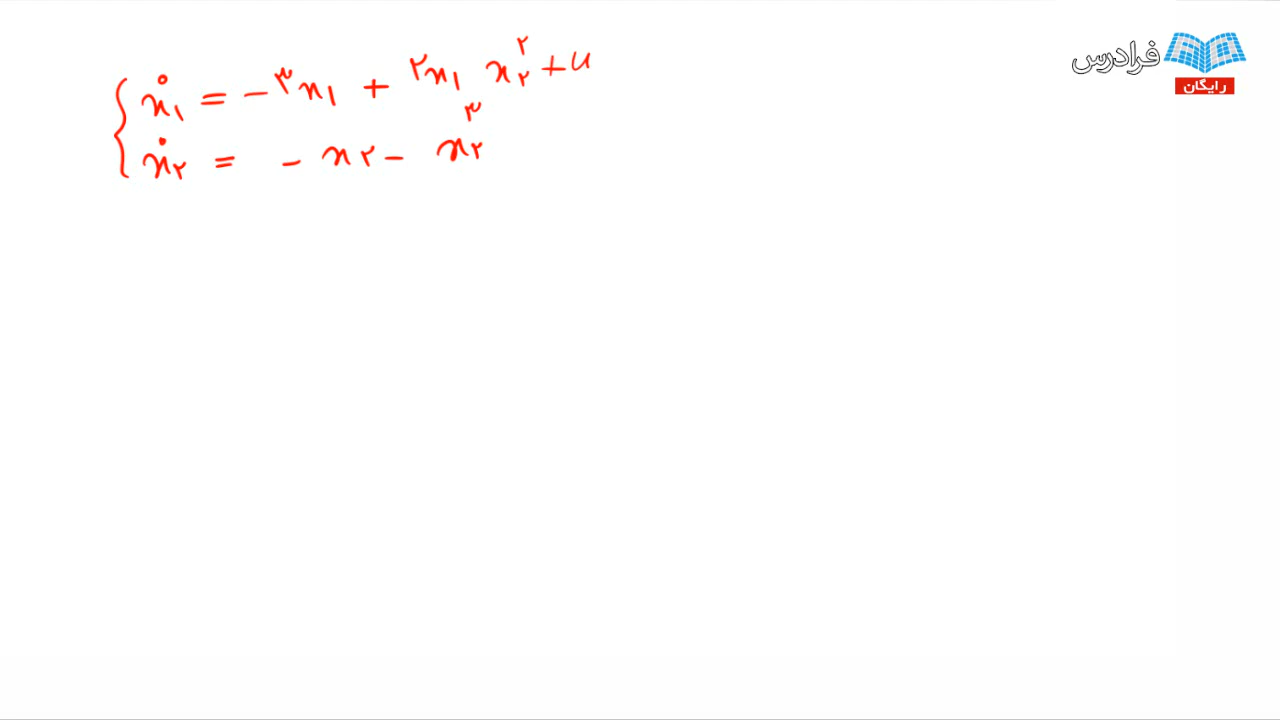 فرادرس
رایگان
ẋ₁ = -۳x₁ + ۲x₁ x₂² + u
ẋ₂ = - x₂ - x₂³